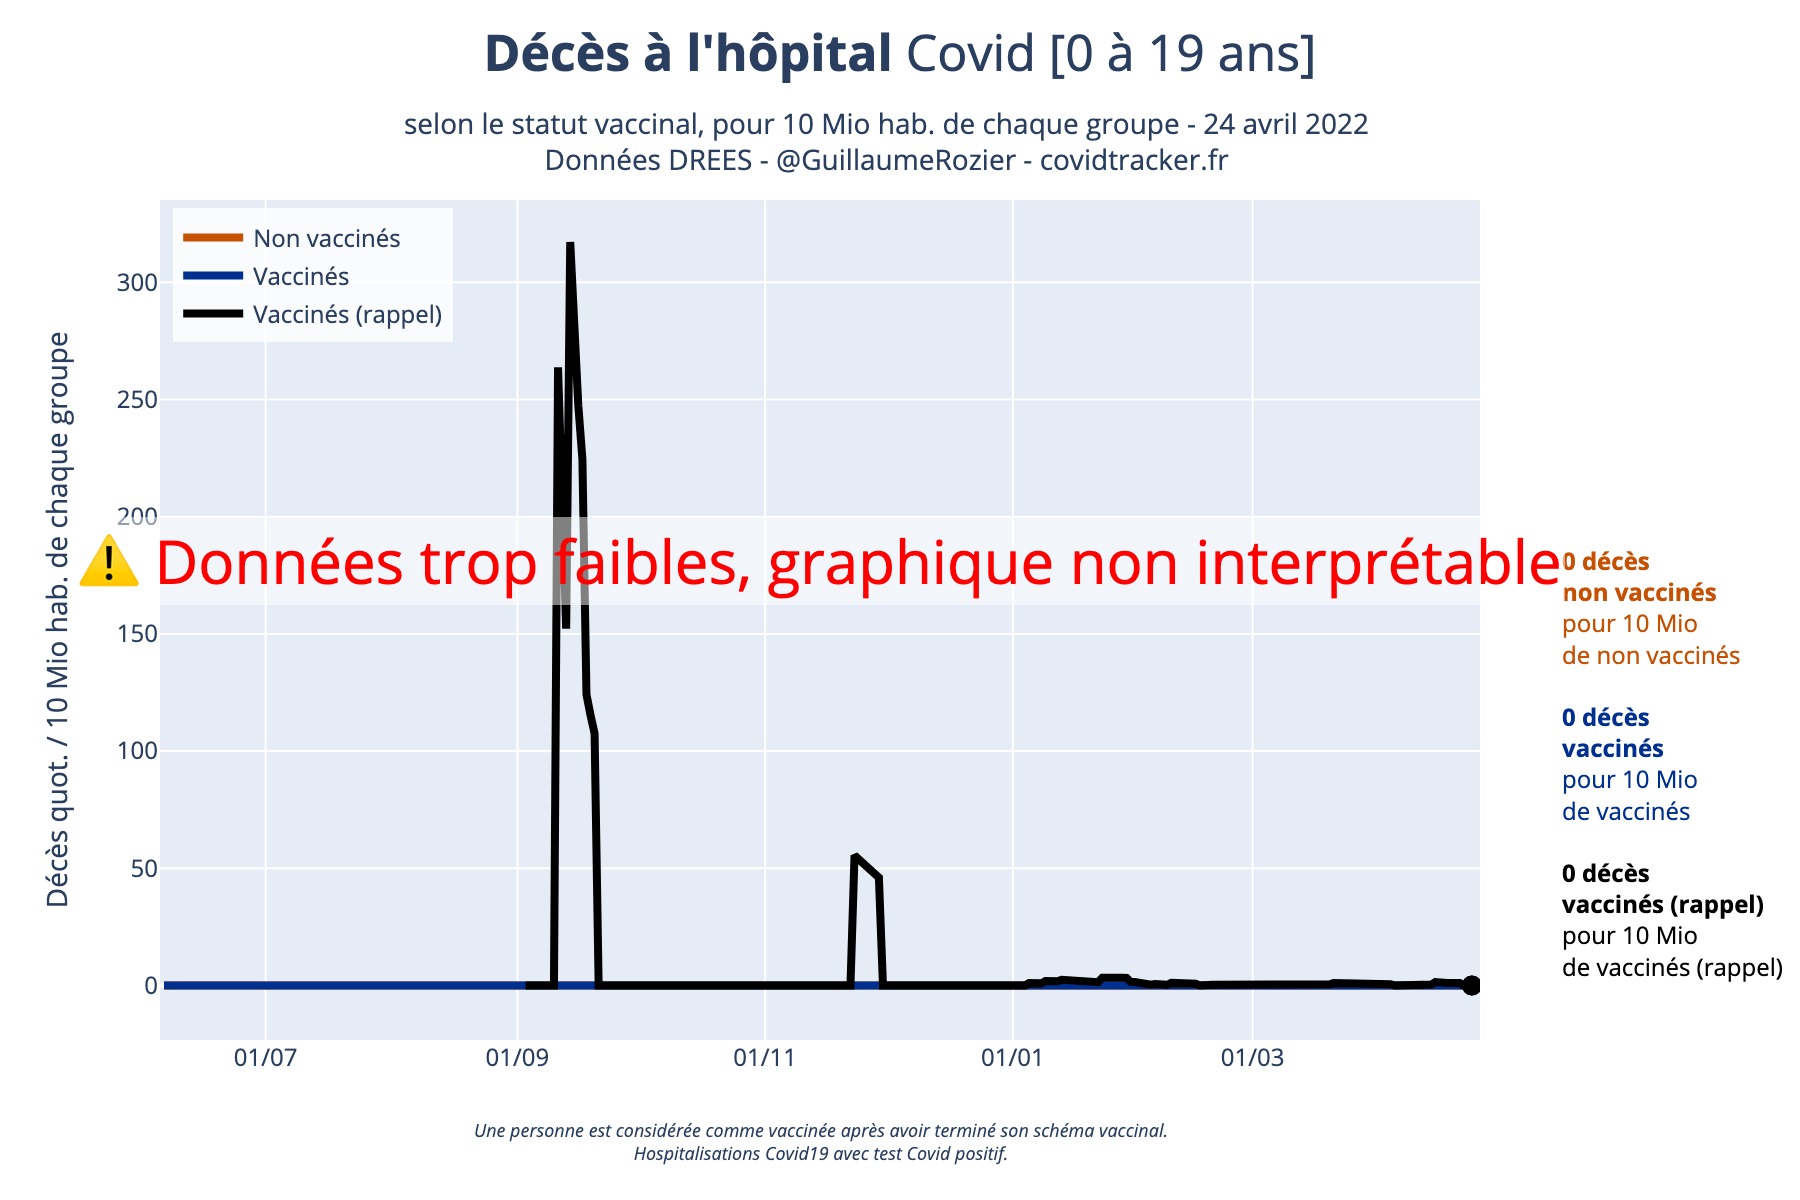 Décès à l'hôpital Covid [0 à 19 ans]
selon le statut vaccinal, pour 10 Mio hab. de chaque groupe - 24 avril 2022
Données DREES - @GuillaumeRozier - covidtracker.fr
Non vaccinés
Vaccinés
Vaccinés (rappel)
Décès quot. / 10 Mio hab. de chaque groupe
300
250
200
150
100
50
0
⚠️ Données trop faibles, graphique non interprétable
0 décès
non vaccinés
pour 10 Mio
de non vaccinés
0 décès
vaccinés
pour 10 Mio
de vaccinés
0 décès
vaccinés (rappel)
pour 10 Mio
de vaccinés (rappel)
01/07
01/09
01/11
01/01
01/03
Une personne est considérée comme vaccinée après avoir terminé son schéma vaccinal.
Hospitalisations Covid19 avec test Covid positif.